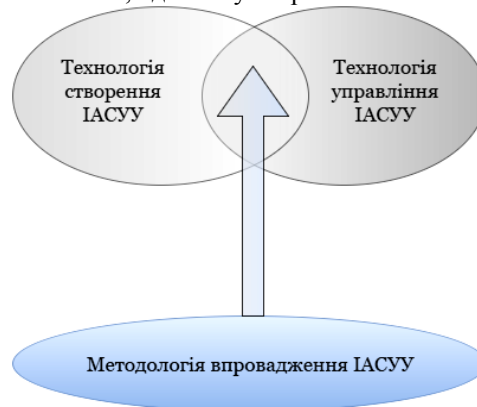 Технологія
створення
ІАСУУ
Технологія
управління
ІАСУУ
Методологія впровадження ІАСУУ